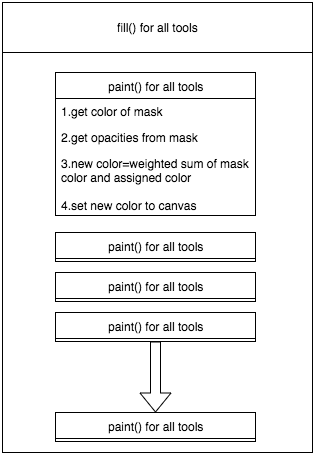 fill() for all tools
paint() for all tools
1.get color of mask
2.get opacities from mask
3.new color=weighted sum of mask
color and assigned color
4.set new color to canvas
paint() for all tools
paint() for all tools
paint() for all tools
paint() for all tools